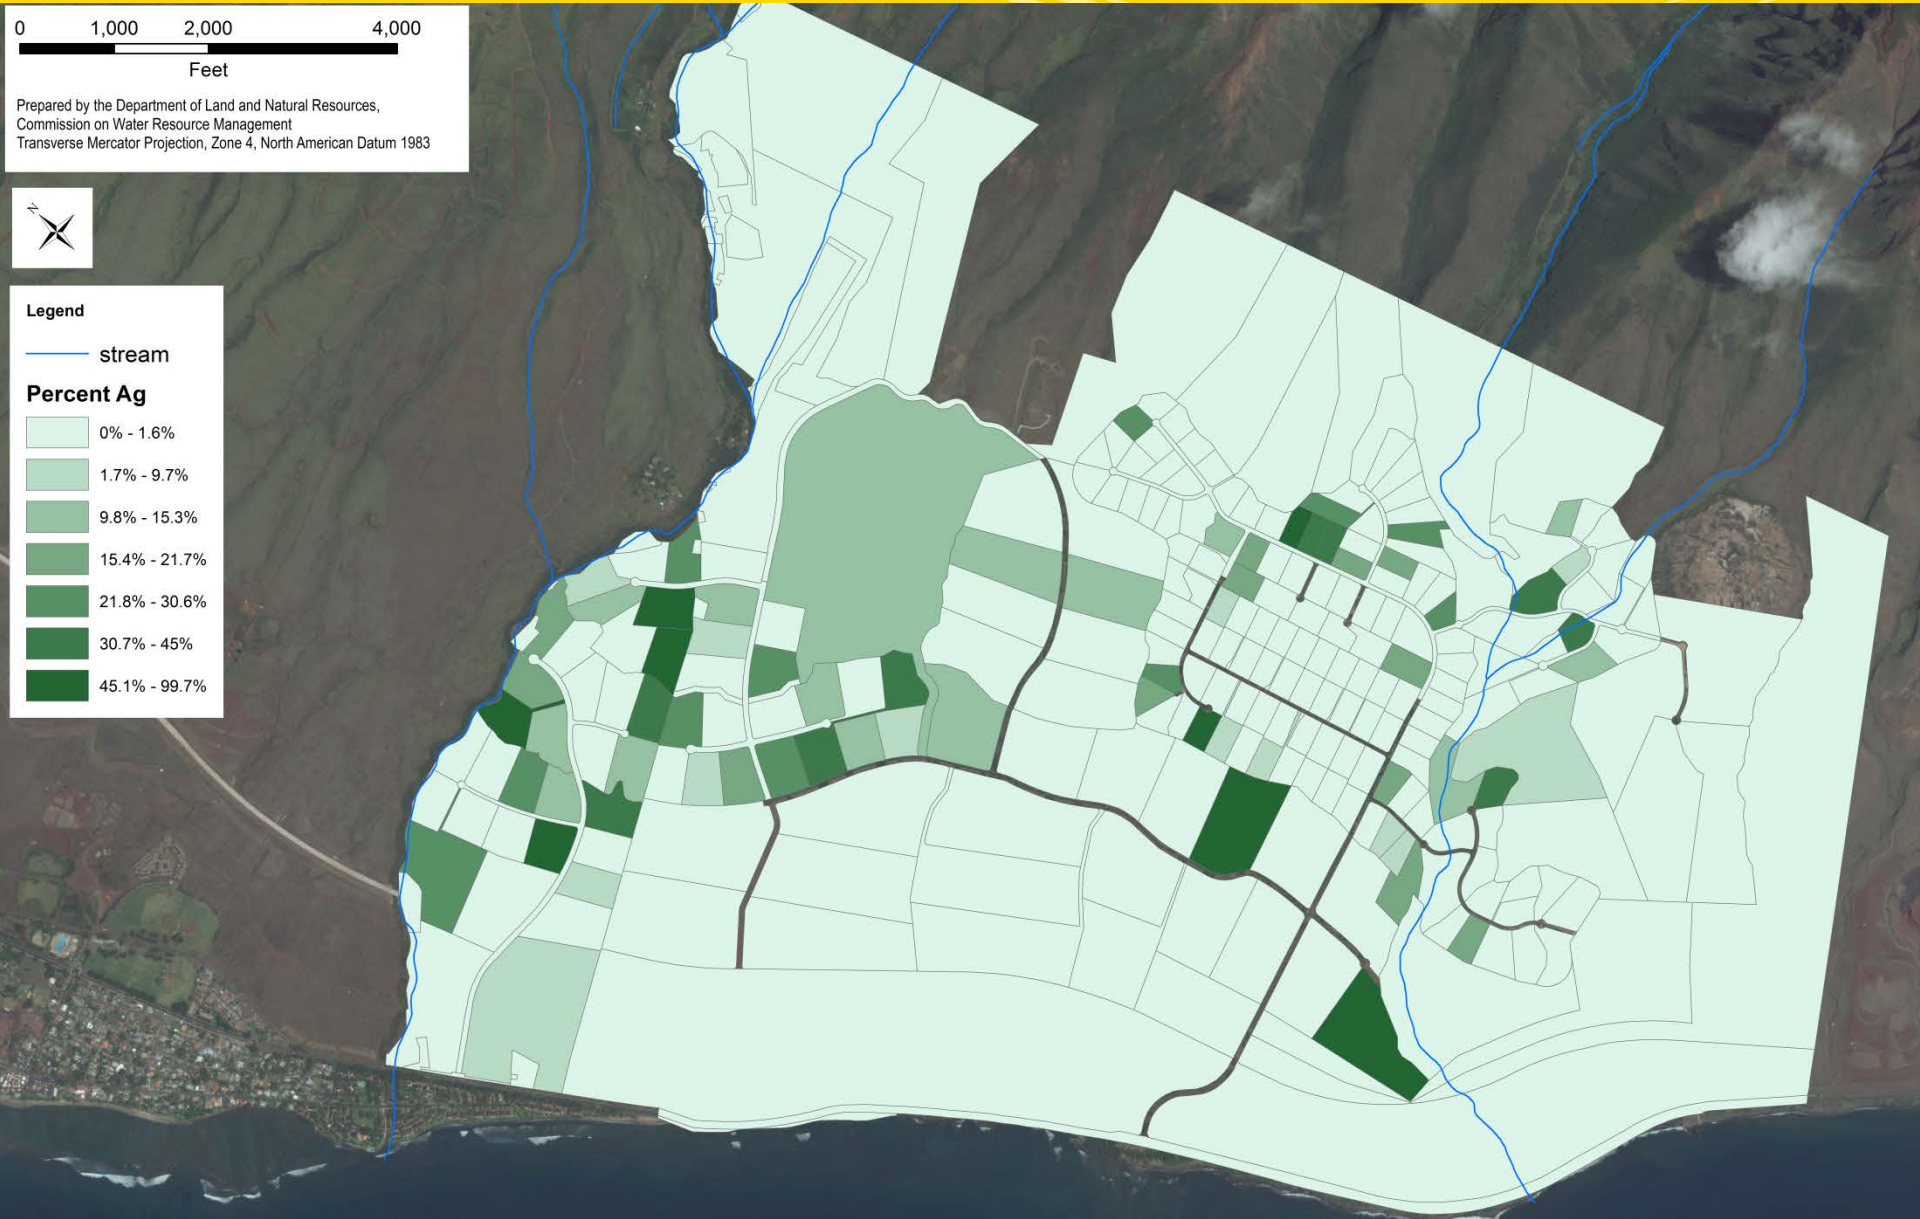 0 1,000 2,000 4,000
Feet
Prepared by the Department of Land and Natural Resources,
Commission on Water Resource Management
Transverse Mercator Projection, Zone 4, North American Datum 1983
N
Legend
stream
Percent Ag
0% - 1.6%
1.7% - 9.7%
9.8% - 15.3%
15.4% - 21.7%
21.8% - 30.6%
30.7% - 45%
45.1% - 99.7%